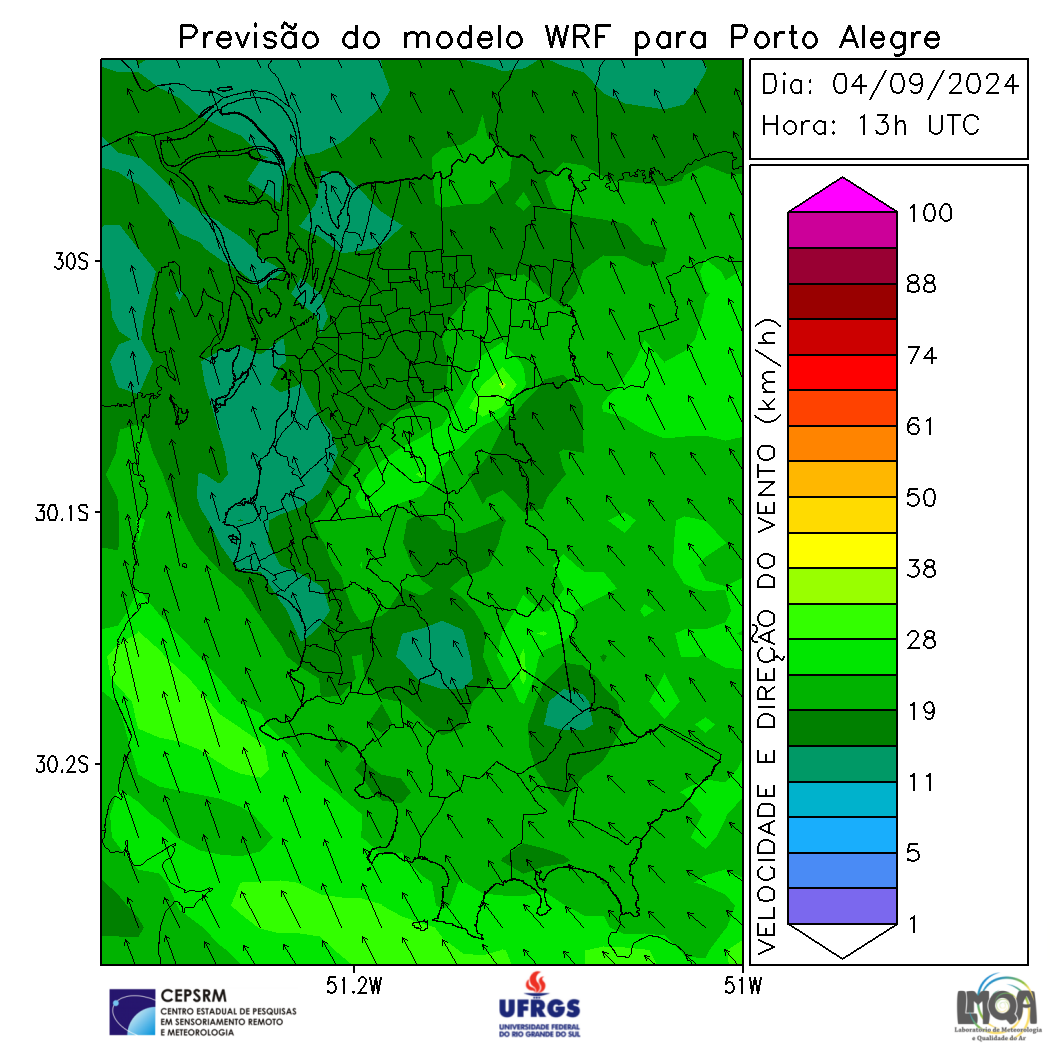 Previsão do modelo WRF para Porto Alegre
Dia: 04/09/2024
Hora: 13h UTC
30S
30.1S
30.2S
51.2W
51W
VELOCIDADE E DIREÇÃO DO VENTO (km/h)
100
88
74
61
50
38
28
19
11
5
1
CEPSRM
CENTRO ESTADUAL DE PESQUISAS
EM SENSORIAMENTO REMOTO
E METEOROLOGIA
UFRGS
UNIVERSIDADE FEDERAL
DO RIO GRANDE DO SUL
LMQA
Laboratório de Meteorologia
e Qualidade do Ar